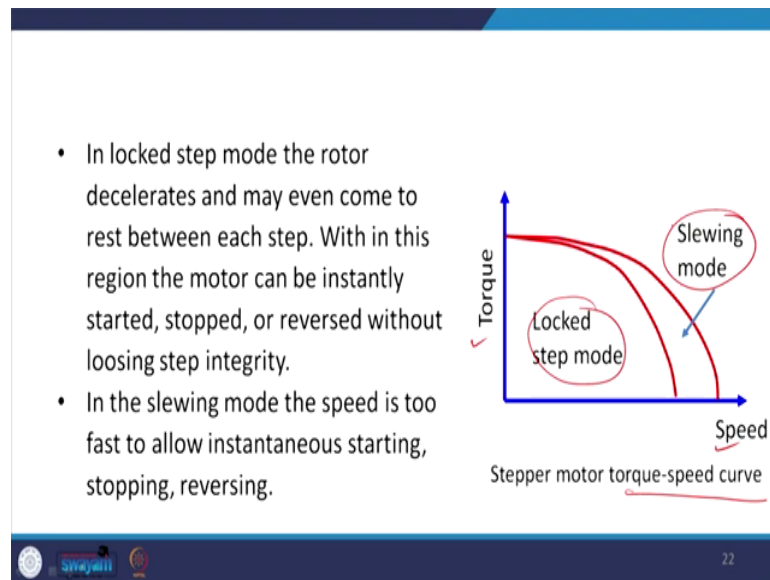 • In locked step mode the rotor
decelerates and may even come to
rest between each step. With in this
region the motor can be instantly
started, stopped, or reversed without
loosing step integrity.
• In the slewing mode the speed is too
fast to allow instantaneous starting,
stopping, reversing.
Torque
Slewing
mode
Locked
step mode
Speed
Stepper motor torque-speed curve
swayam
22